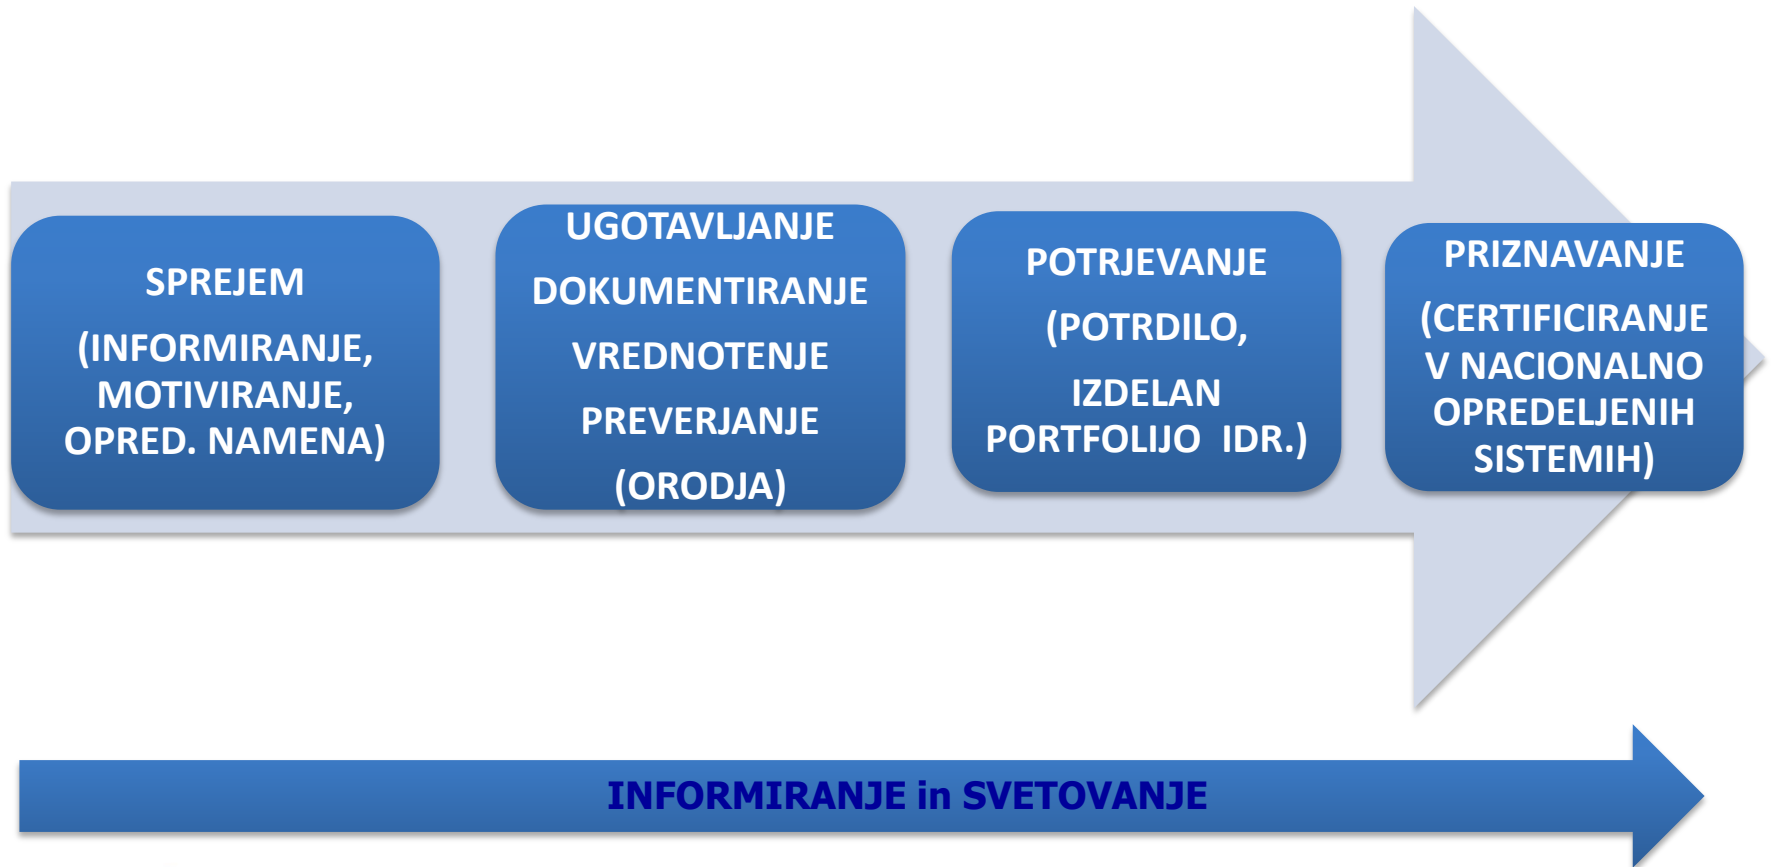 SPREJEM
(INFORMIRANJE,
MOTIVIRANJE,
OPRED. NAMENA)
UGOTAVLJANJE
DOKUMENTIRANJE
VREDNOTENJE
PREVERJANJE
(ORODJA)
POTRJEVANJE
(POTRDILO,
IZDELAN
PORTFOLIJO IDR.)
PRIZNAVANJE
(CERTIFICIRANJE
V NACIONALNO
OPREDELJENIH
SISTEMIH)
INFORMIRANJE in SVETOVANJE